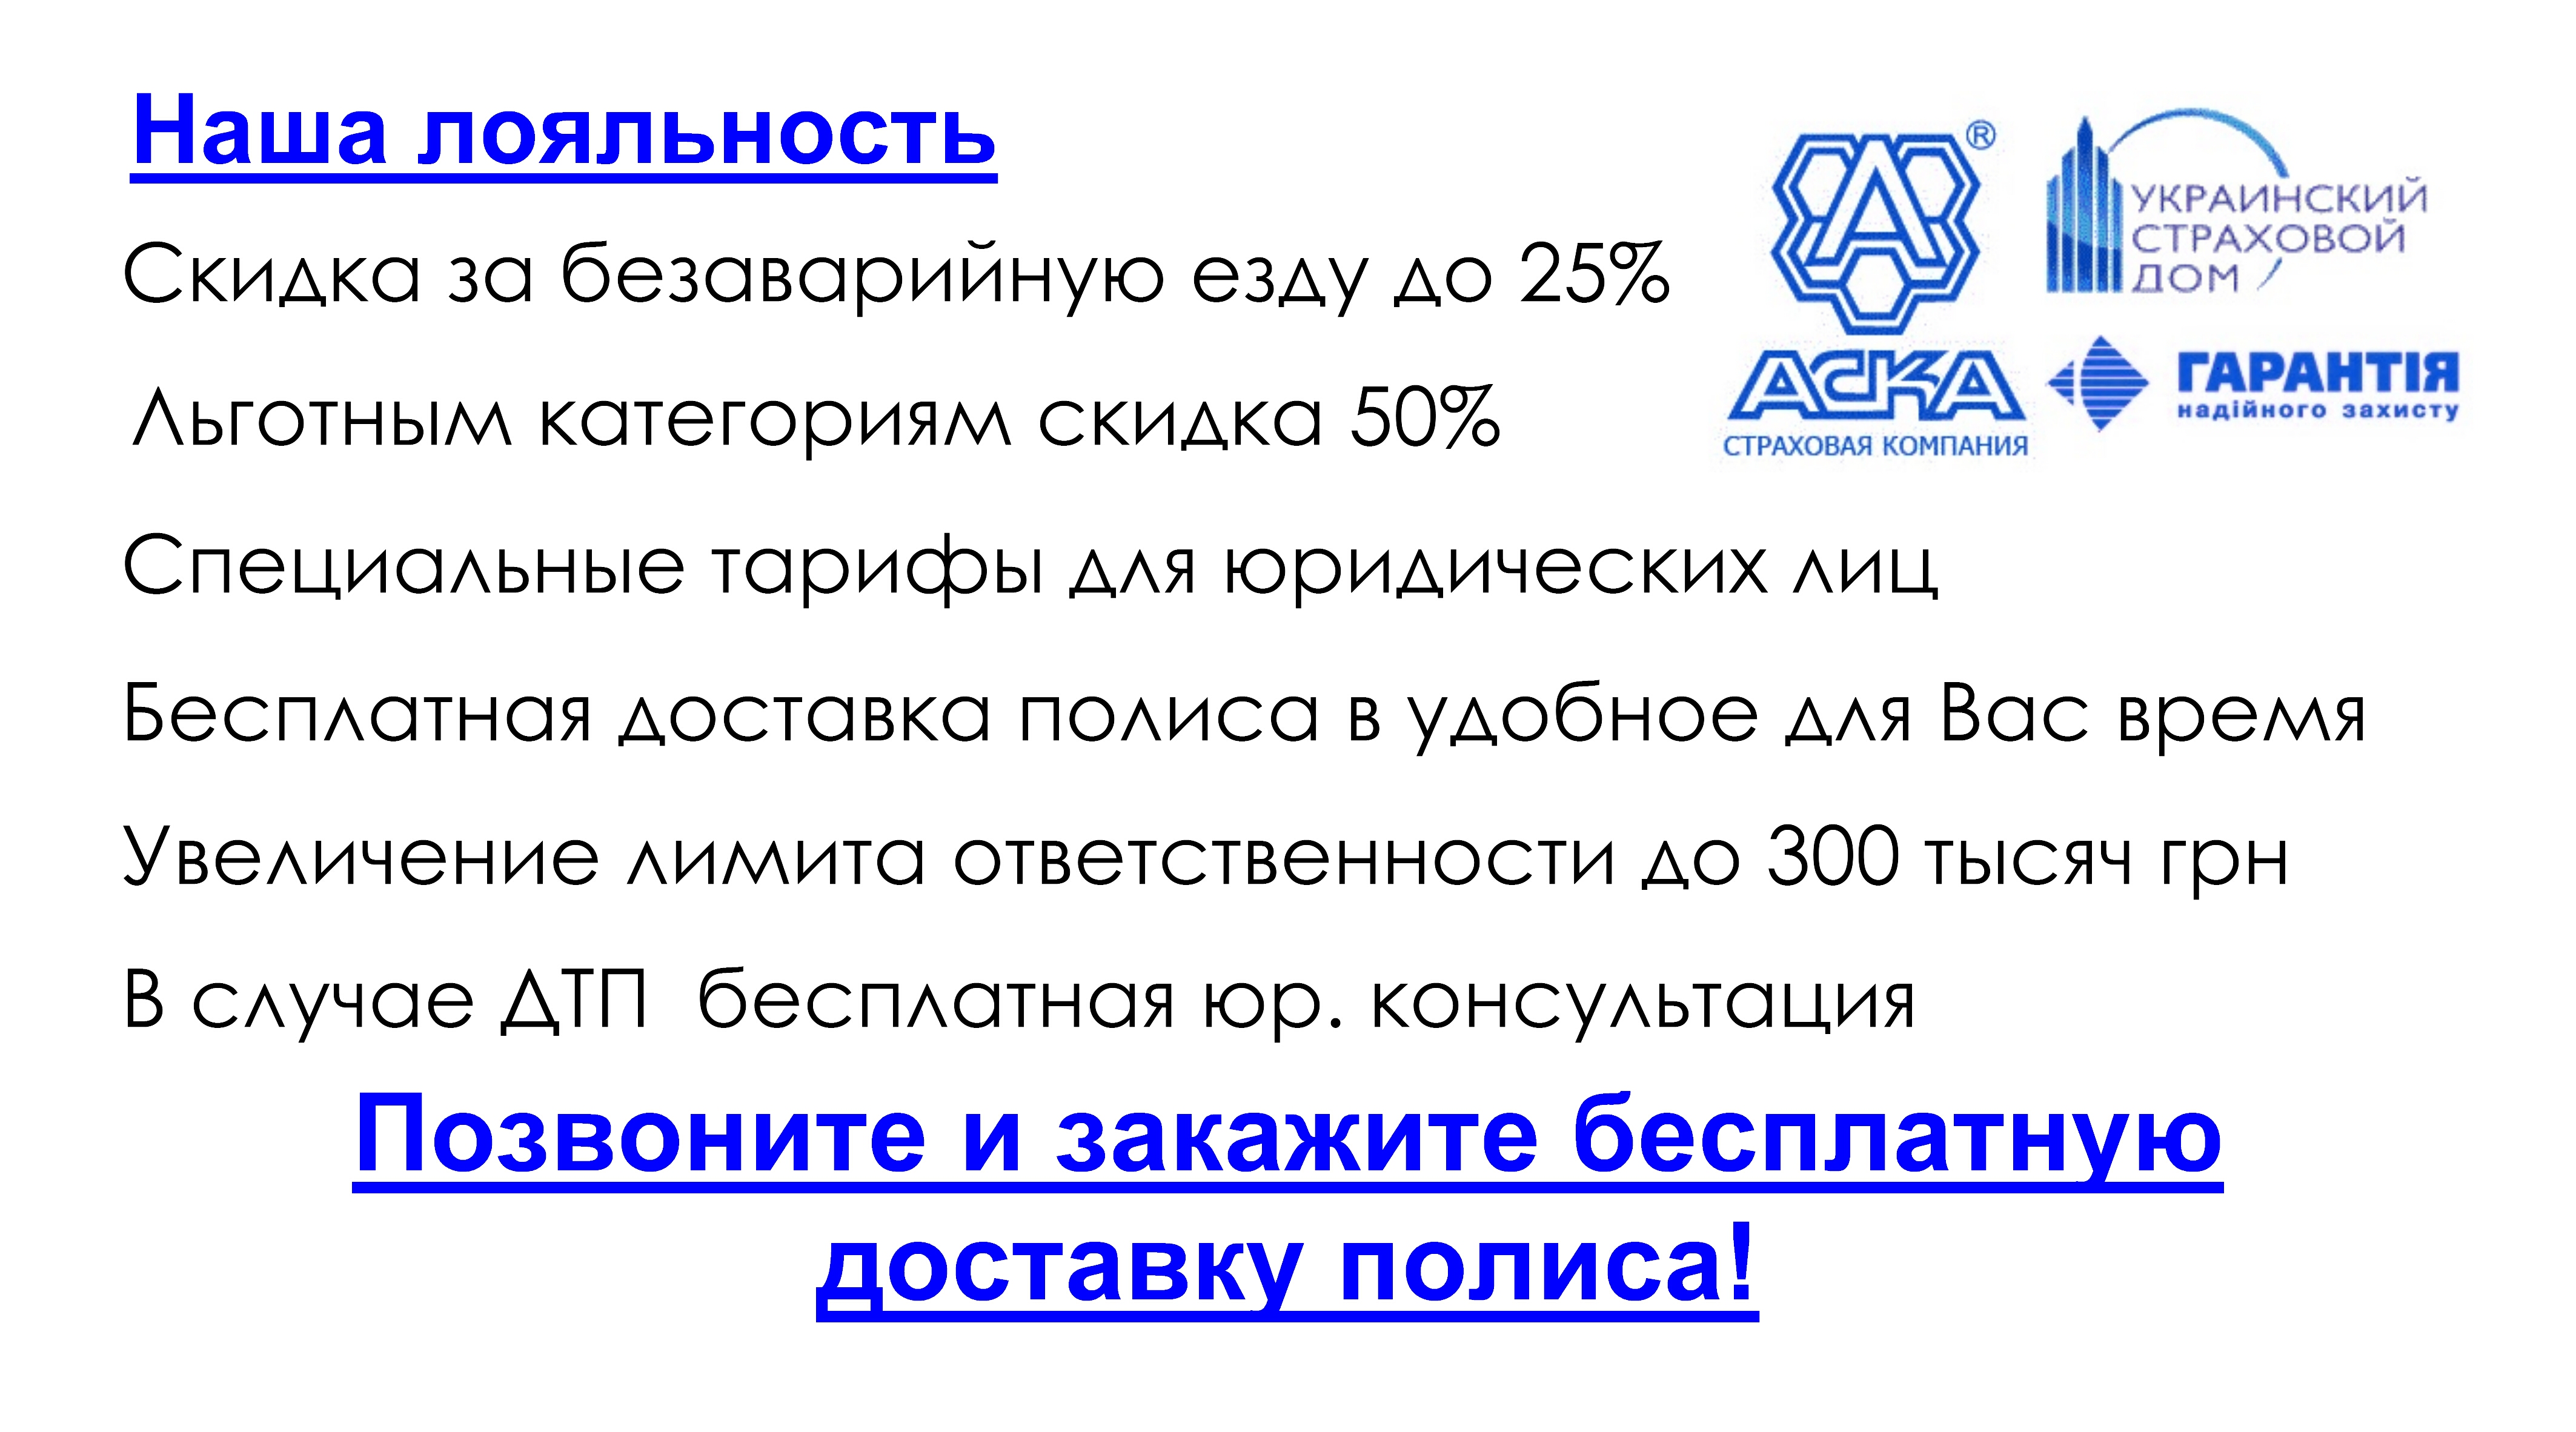 Наша лояльность
Скидка за безаварийную езду до 25%
Льготным категориям скидка 50%
®
АСКА
СТРАХОВАЯ КОМПАНИЯ
УКРАИНСКИЙ
СТРАХОВОЙ
ДОМ
ГАРАНТІЯ
надійного захисту
Специальные тарифы для юридических лиц
Бесплатная доставка полиса в удобное для Вас время
Увеличение лимита ответственности до 300 тысяч грн
В случае ДТП  бесплатная юр. консультация
Позвоните и закажите бесплатную
доставку полиса!